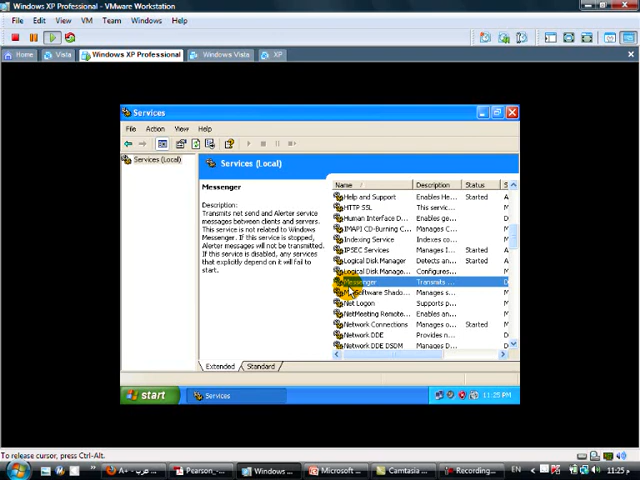 Windows XP Professional - VMware Workstation
File Edit View VM Team Windows Help
Home Vista Windows XP Professional Windows Vista XP
Services
File Action View Help
Services (Local)
Services (Local)
Messenger
Description:
Transmits net send and Alerter service
messages between clients and servers.
This service is not related to Windows
Messenger. If this service is stopped,
Alerter messages will not be transmitted.
If this service is disabled, any services
that explicitly depend on it will fail to
start.
Name Description Status S
Help and Support Enables He... Started A
HTTP SSL This servic... M
Human Interface D... Enables ge... A
IMAPI CD-Burning C... Manages C... M
Indexing Service Indexes co... M
IPSEC Services Manages I... Started A
Logical Disk Manager Detects an... Started A
Logical Disk Manage... Configures... M
Messenger Transmits ... D
Software Shado... Manages s... M
Net Logon Supports p... M
NetMeeting Remote... Enables an... M
Network Connections Manages o... Started M
Network DDE Provides n... D
Network DDE DSDM Manages D... D
Extended Standard
start Services 11:25 PM
To release cursor, press Ctrl-Alt.
A+ - عرب... Pearson_-... Windows ... Microsoft ... Camtasia ... Recording... EN 11:25 م